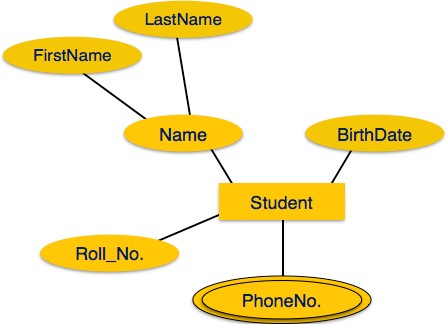 LastName
FirstName
Name
BirthDate
Student
Roll_No.
PhoneNo.